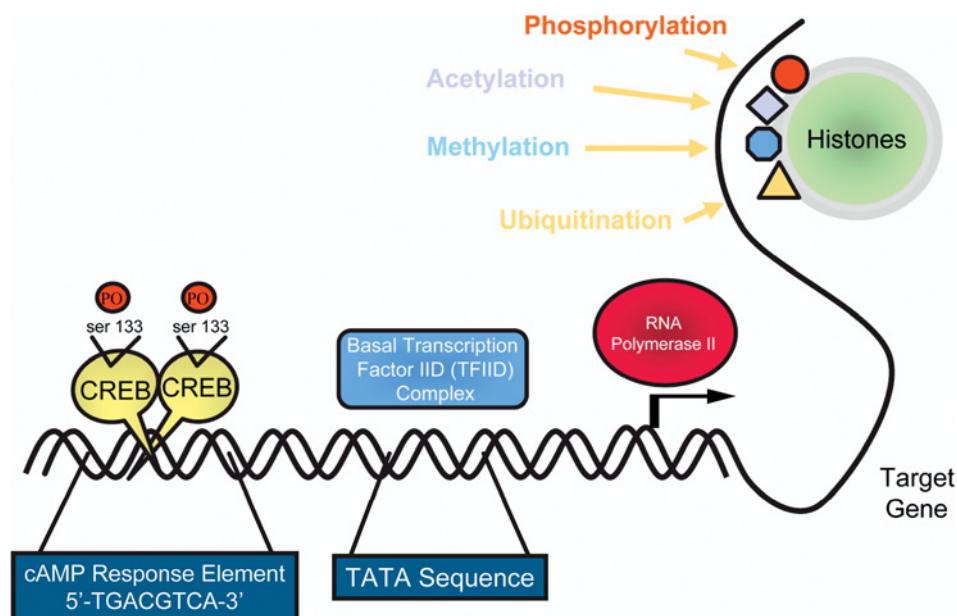 Phosphorylation
Acetylation
Methylation
Ubiquitination
Histones
PO
PO
ser 133
ser 133
CREB
CREB
Basal Transcription
Factor IID (TFIID)
Complex
RNA
Polymerase II
Target
Gene
cAMP Response Element
5'-TGACGTCA-3'
TATA Sequence